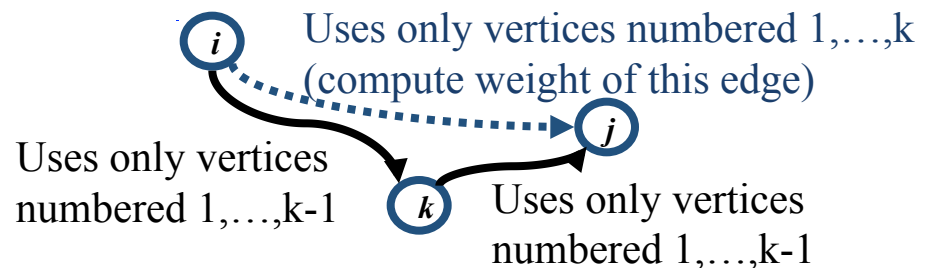 i
Uses only vertices numbered 1,…,k
(compute weight of this edge)
j
Uses only vertices
numbered 1,…,k-1
k
Uses only vertices
numbered 1,…,k-1